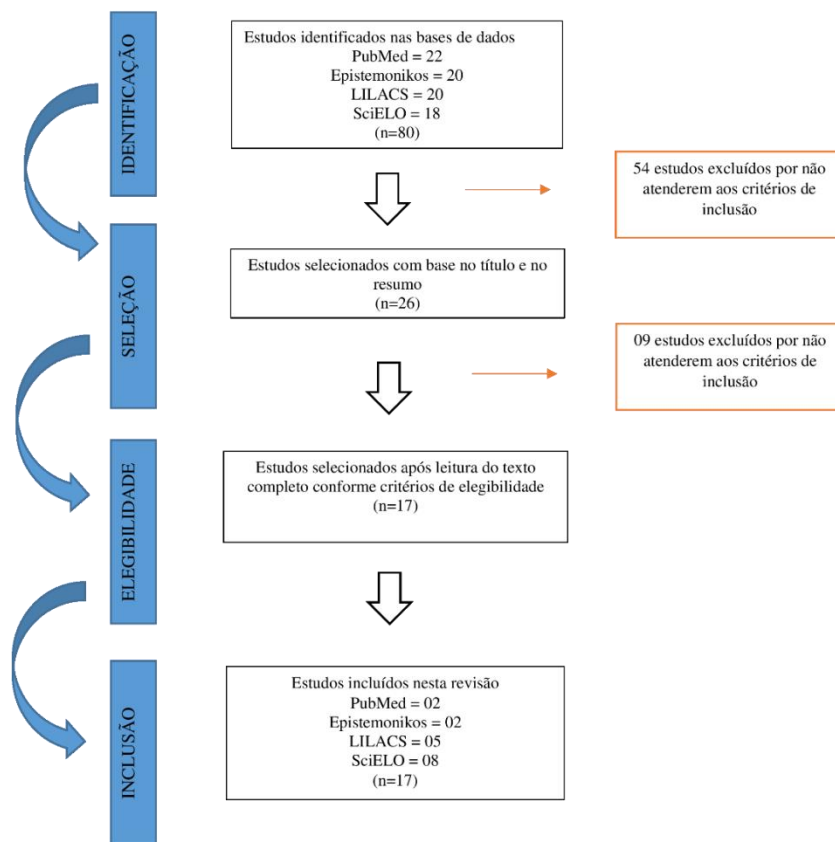 IDENTIFICAÇÃO
Estudos identificados nas bases de dados
PubMed = 22
Epistemonikos = 20
LILACS = 20
SciELO = 18
(n=80)
54 estudos excluídos por não
atenderem aos critérios de
inclusão
SELEÇÃO
Estudos selecionados com base no título e no
resumo
(n=26)
09 estudos excluídos por não
atenderem aos critérios de
inclusão
ELEGIBILIDADE
Estudos selecionados após leitura do texto
completo conforme critérios de elegibilidade
(n=17)
INCLUSÃO
Estudos incluídos nesta revisão
PubMed = 02
Epistemonikos = 02
LILACS = 05
SciELO = 08
(n=17)